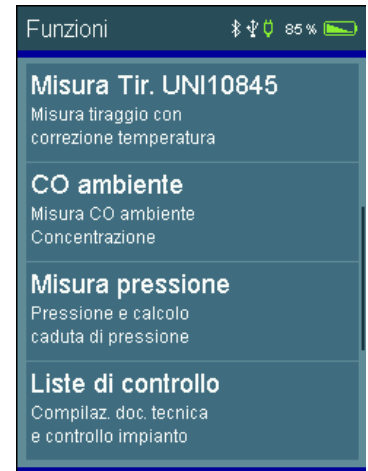 Funzioni 85 %
Misura Tir. UNI10845
Misura tiraggio con
correzione temperatura
CO ambiente
Misura CO ambiente
Concentrazione
Misura pressione
Pressione e calcolo
caduta di pressione
Liste di controllo
Compilaz. doc. tecnica
e controllo impianto